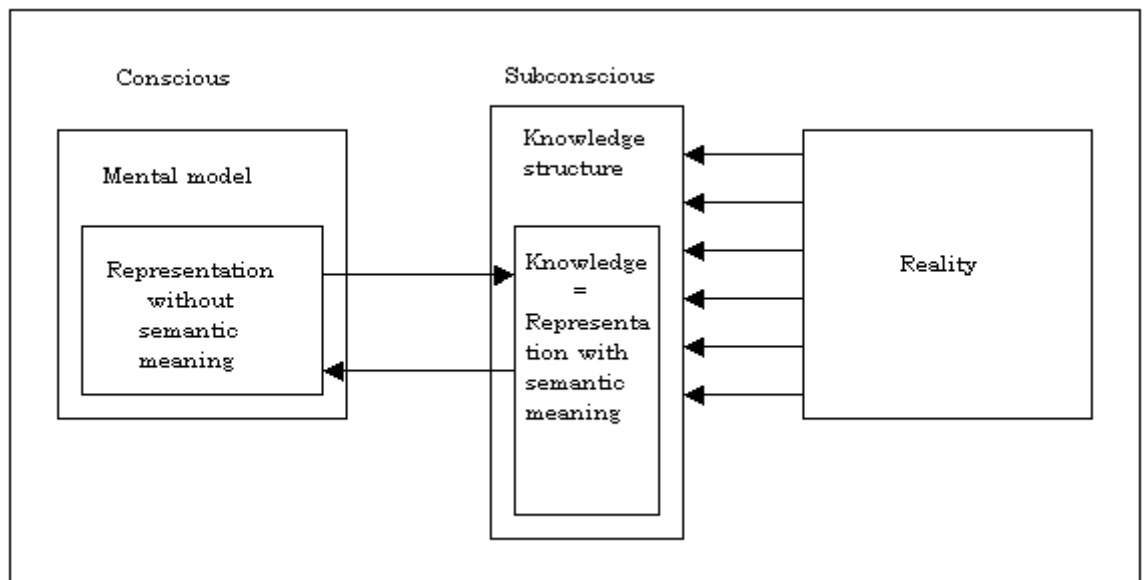 Conscious
Mental model
Representation
without
semantic
meaning
Subconscious
Knowledge
structure
Knowledge
=
Representa
tion with
semantic
meaning
Reality